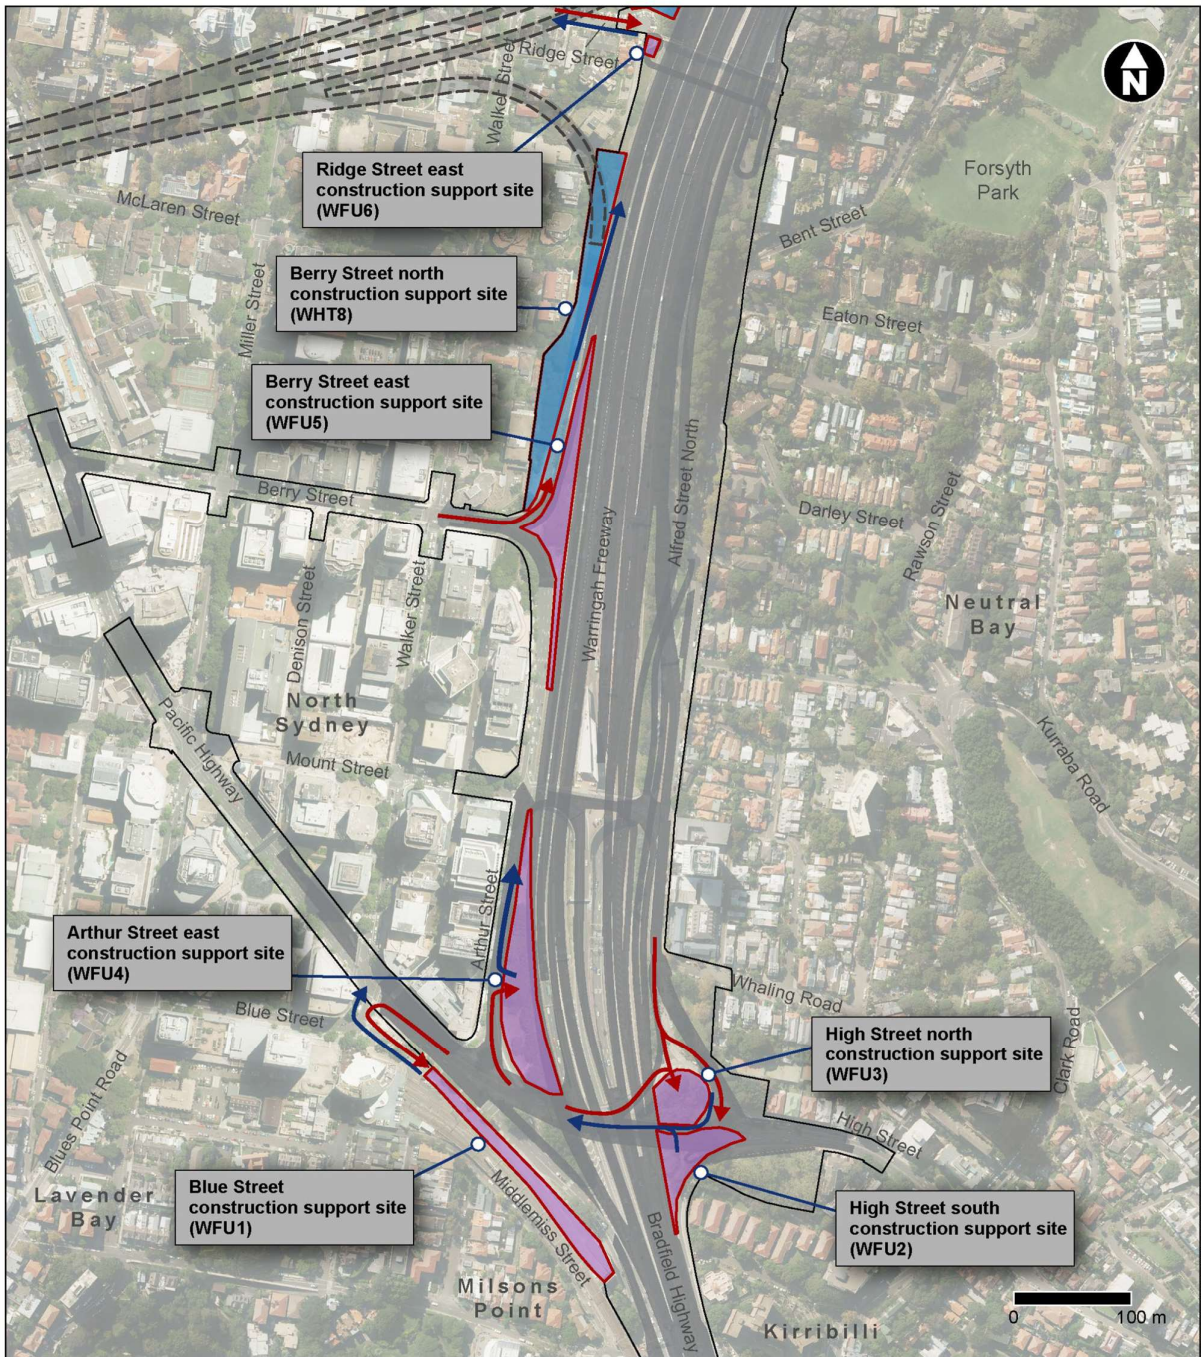 Ridge Street
Walker Street
N
Ridge Street east
construction support site
(WFU6)
Forsyth
Park
McLaren Street
Bent Street
Berry Street north
construction support site
(WHT8)
Miller Street
Eaton Street
Berry Street east
construction support site
(WFU5)
Alfred Street North
Berry Street
Darley Street
Rawson Street
Warringah Freeway
Denison Street
Walker Street
Neutral
Bay
North
Sydney
Pacific Highway
Mount Street
Kurraba Road
Arthur Street
Arthur Street east
construction support site
(WFU4)
Whaling Road
Blue Street
High Street north
construction support site
(WFU3)
Clark Road
Blues Point Road
High Street
Blue Street
construction support site
(WFU1)
Lavender
Bay
Middlemiss Street
High Street south
construction support site
(WFU2)
Bradfield Highway
Milsons
Point
Kirribilli
0 100 m